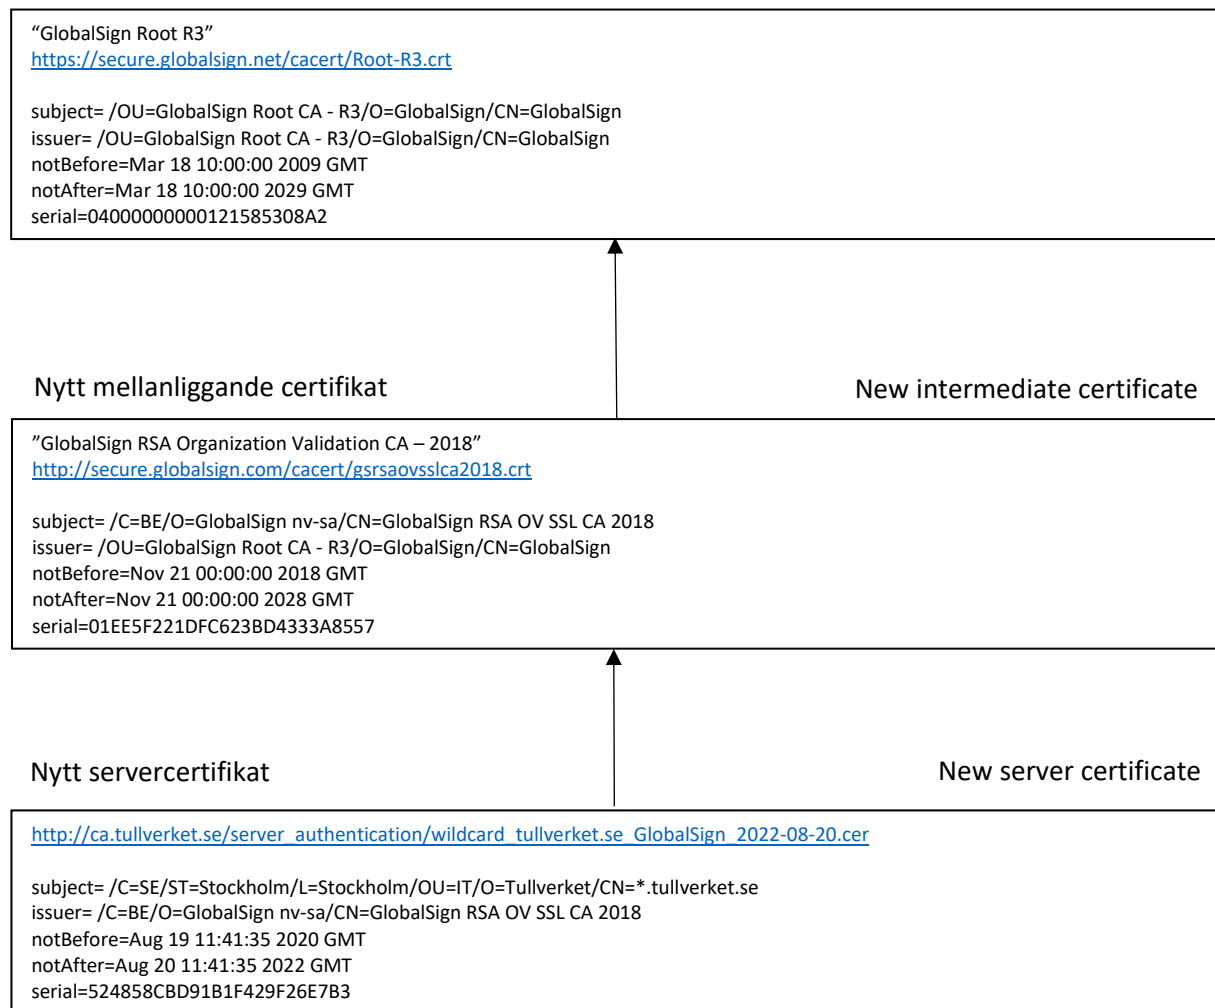 “GlobalSign Root R3”
https://secure.globalsign.net/cacert/Root-R3.crt
subject= /OU=GlobalSign Root CA - R3/O=GlobalSign/CN=GlobalSign
issuer= /OU=GlobalSign Root CA - R3/O=GlobalSign/CN=GlobalSign
notBefore=Mar 18 10:00:00 2009 GMT
notAfter=Mar 18 10:00:00 2029 GMT
serial=04000000000121585308A2
Nytt mellanliggande certifikat
New intermediate certificate
”GlobalSign RSA Organization Validation CA – 2018”
http://secure.globalsign.com/cacert/gsrsaovsslca2018.crt
subject= /C=BE/O=GlobalSign nv-sa/CN=GlobalSign RSA OV SSL CA 2018
issuer= /OU=GlobalSign Root CA - R3/O=GlobalSign/CN=GlobalSign
notBefore=Nov 21 00:00:00 2018 GMT
notAfter=Nov 21 00:00:00 2028 GMT
serial=01EE5F221DFC623BD4333A8557
Nytt servercertifikat
New server certificate
http://ca.tullverket.se/server_authentication/wildcard_tullverket.se_GlobalSign_2022-08-20.cer
subject= /C=SE/ST=Stockholm/L=Stockholm/OU=IT/O=Tullverket/CN=*.tullverket.se
issuer= /C=BE/O=GlobalSign nv-sa/CN=GlobalSign RSA OV SSL CA 2018
notBefore=Aug 19 11:41:35 2020 GMT
notAfter=Aug 20 11:41:35 2022 GMT
serial=524858CBD91B1F429F26E7B3